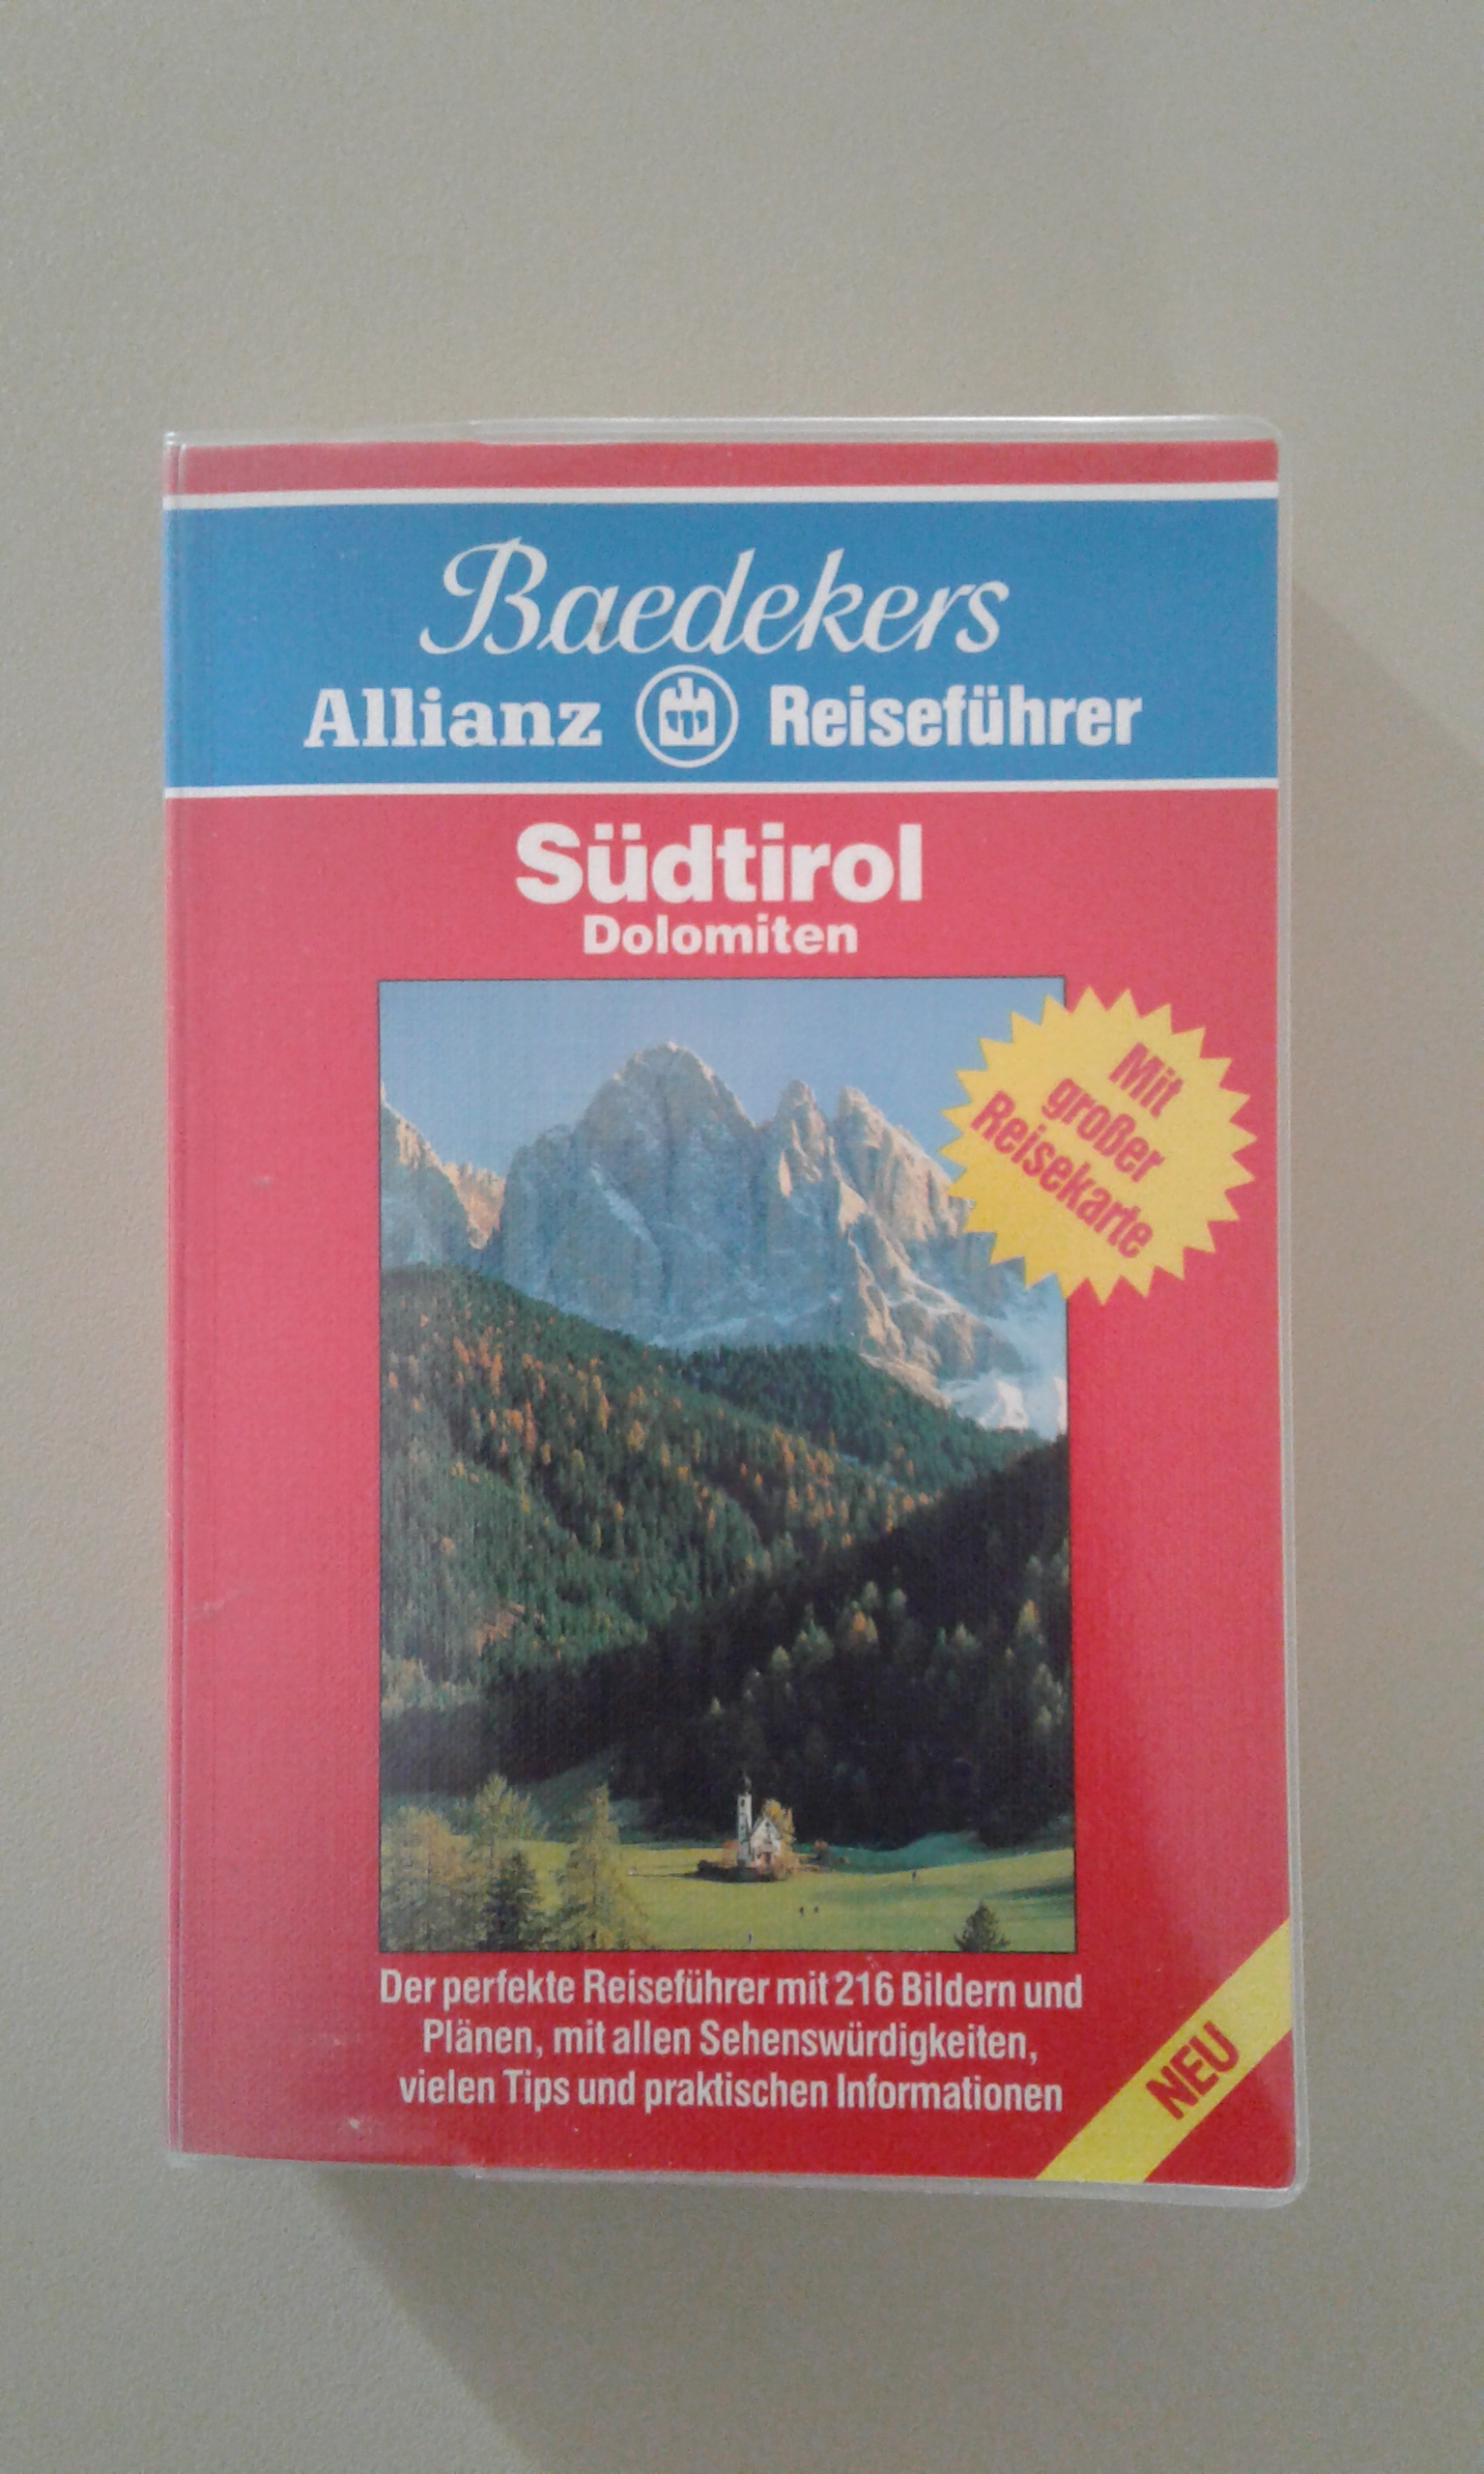 Baedekers
Allianz Reiseführer
Südtirol
Dolomiten
Mit
großer
Reisekarte
Der perfekte Reiseführer mit 216 Bildern und
Plänen, mit allen Sehenswürdigkeiten,
vielen Tips und praktischen Informationen
NEU